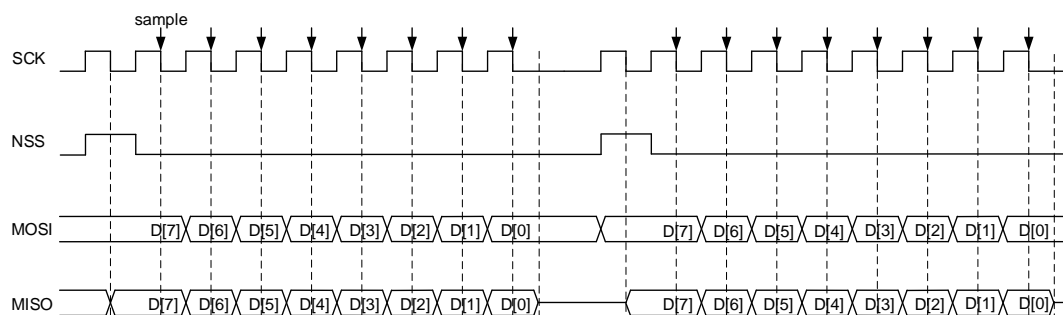 sample
SCK
NSS
MOSI D[7] D[6] D[5] D[4] D[3] D[2] D[1] D[0] D[7] D[6] D[5] D[4] D[3] D[2] D[1] D[0]
MISO D[7] D[6] D[5] D[4] D[3] D[2] D[1] D[0] D[7] D[6] D[5] D[4] D[3] D[2] D[1] D[0]